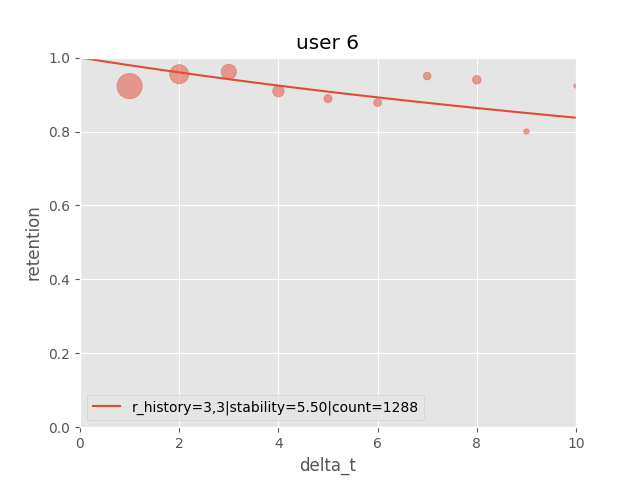 user 6
1.0
0.8
0.6
0.4
0.2
0.0
retention
r_history=3,3|stability=5.50|count=1288
0 2 4 6 8 10
delta_t